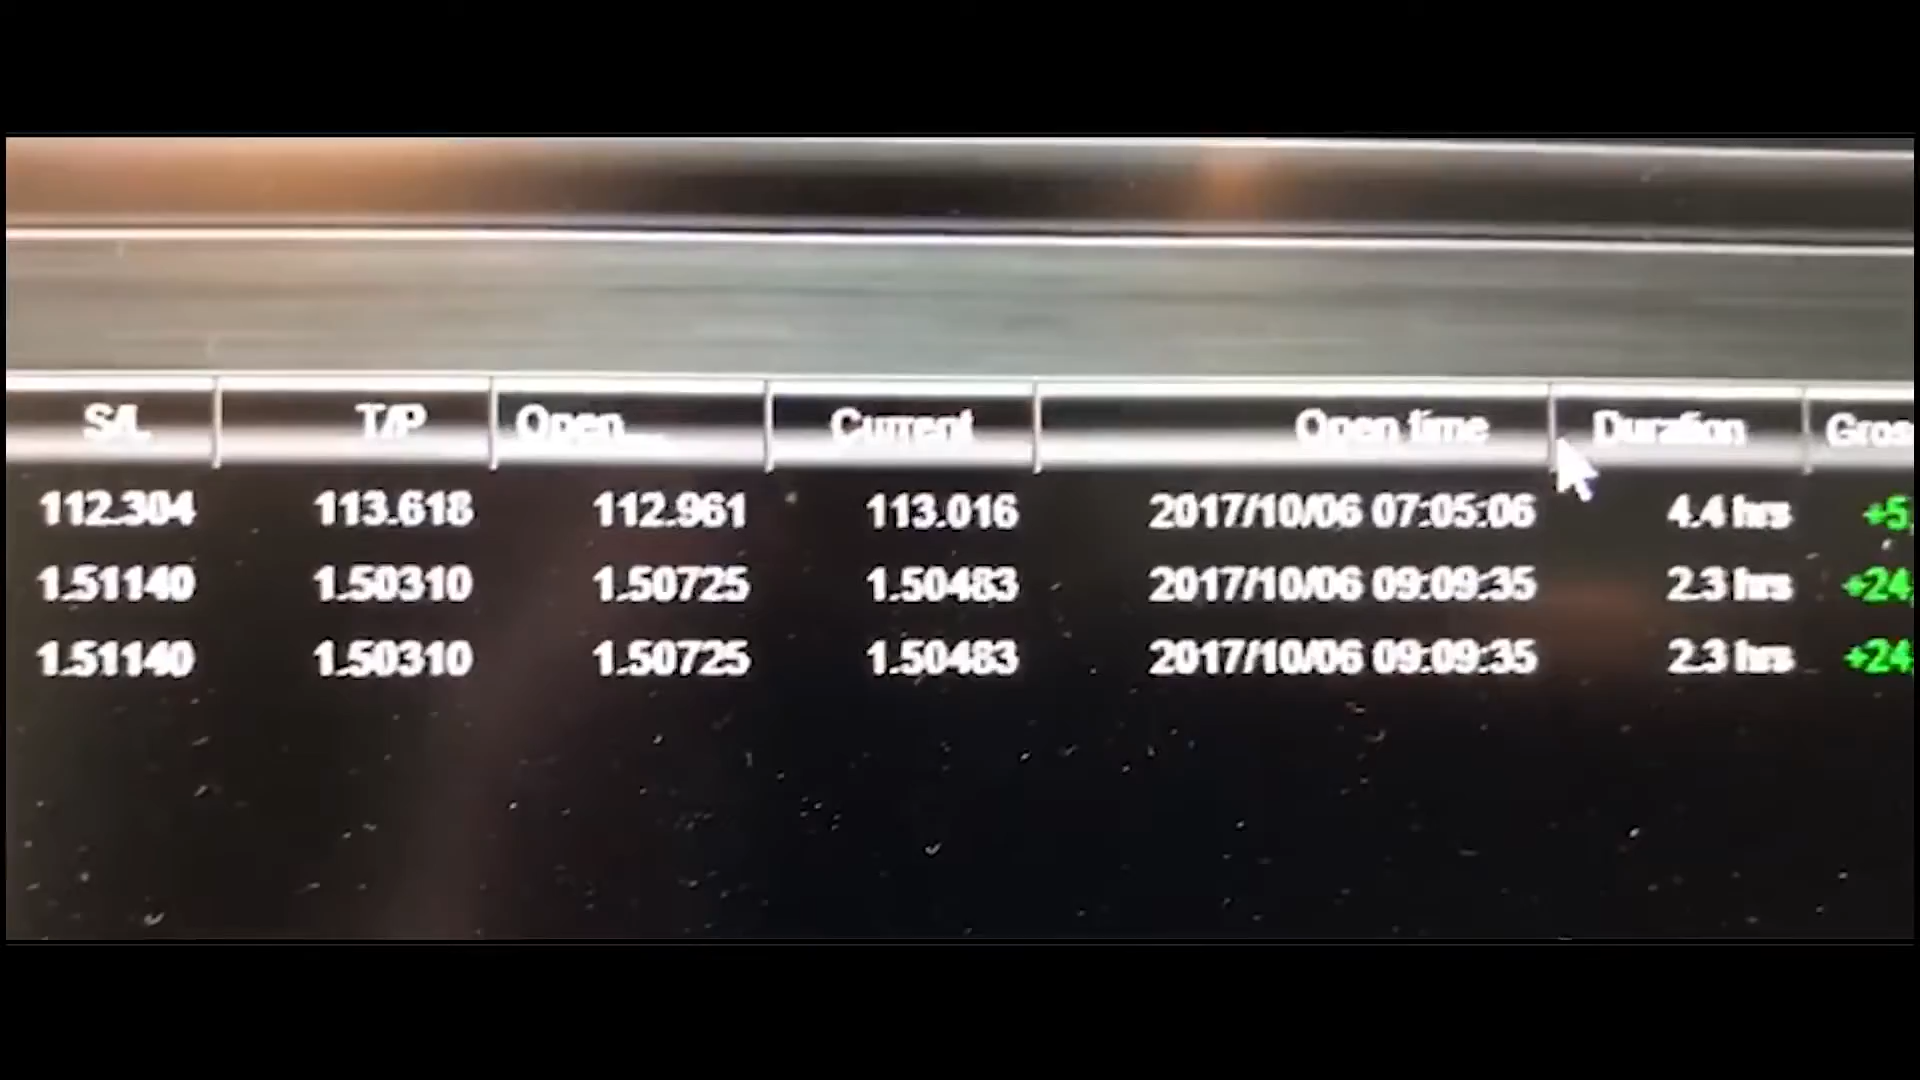 S/L T/P Open... Current Open time Duration Gros
112.304 113.618 112.961 113.016 2017/10/06 07:05:06 4.4 hrs +5
1.51140 1.50310 1.50725 1.50483 2017/10/06 09:09:35 2.3 hrs +24
1.51140 1.50310 1.50725 1.50483 2017/10/06 09:09:35 2.3 hrs +24